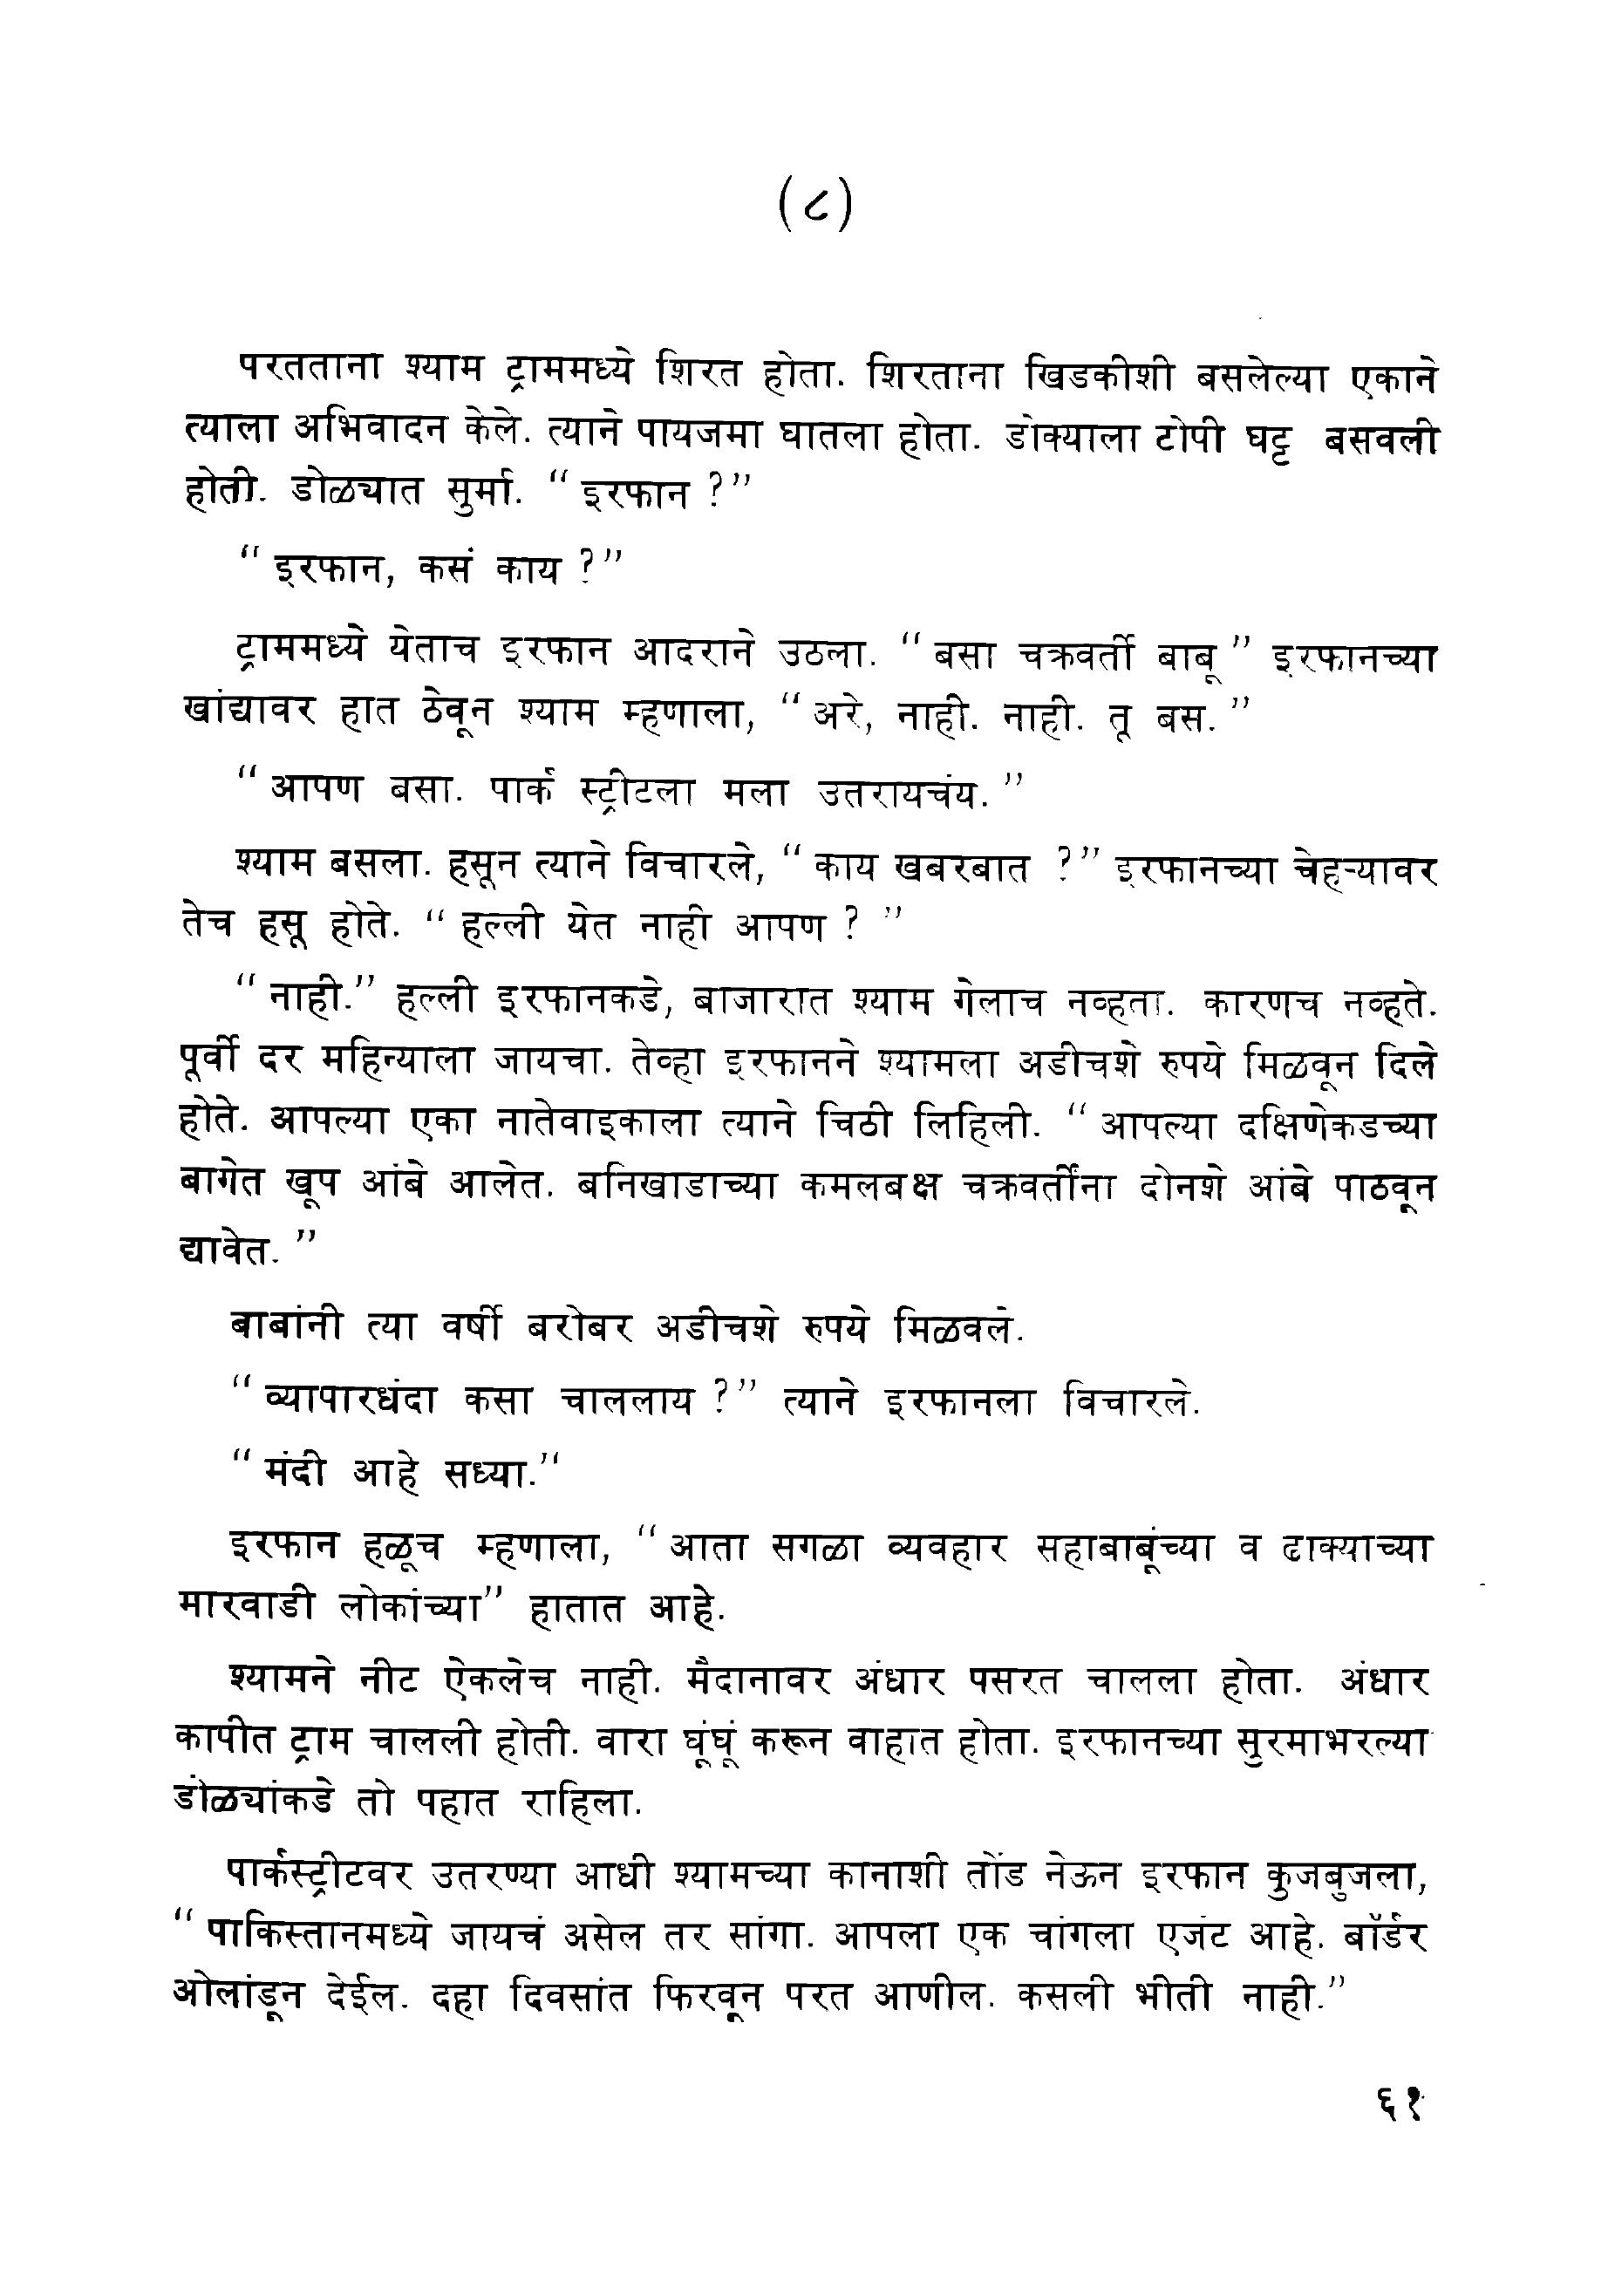 (८)
परतताना श्याम ट्राममध्ये शिरत होता. शिरताना खिडकीशी बसलेल्या एकाने
त्याला अभिवादन केले. त्याने पायजमा घातला होता. डोक्याला टोपी घट्ट बसवली
होती. डोळ्यात सुर्मा. “इरफान ?”
“इरफान, कसं काय ?”
ट्राममध्ये येताच इरफान आदराने उठला. “बसा चक्रवर्ती बाबू” इरफानच्या
खांद्यावर हात ठेवून श्याम म्हणाला, “अरे, नाही. नाही. तू बस.”
“आपण बसा. पार्क स्ट्रीटला मला उतरायचंय.”
श्याम बसला. हसून त्याने विचारले, “काय खबरबात ?” इरफानच्या चेहऱ्यावर
तेच हसू होते. “हल्ली येत नाही आपण ? ”
“नाही.” हल्ली इरफानकडे, बाजारात श्याम गेलाच नव्हता. कारणच नव्हते.
पूर्वी दर महिन्याला जायचा. तेव्हा इरफानने श्यामला अडीचशे रुपये मिळवून दिले
होते. आपल्या एका नातेवाइकाला त्याने चिठी लिहिली. “आपल्या दक्षिणेकडच्या
बागेत खूप आंबे आलेत. बनिखाडाच्या कमलबक्ष चक्रवर्तींना दोनशे आंबे पाठवून
द्यावेत.”
बाबांनी त्या वर्षी बरोबर अडीचशे रुपये मिळवले.
“व्यापारधंदा कसा चाललाय ?” त्याने इरफानला विचारले.
“मंदी आहे सध्या.”
इरफान हळूच म्हणाला, “आता सगळा व्यवहार सहाबाबूंच्या व ढाक्याच्या
मारवाडी लोकांच्या” हातात आहे.
श्यामने नीट ऐकलेच नाही. मैदानावर अंधार पसरत चालला होता. अंधार
कापीत ट्राम चालली होती. वारा घूंघूं करून वाहात होता. इरफानच्या सुरमाभरल्या
डोळ्यांकडे तो पहात राहिला.
पार्कस्ट्रीटवर उतरण्या आधी श्यामच्या कानाशी तोंड नेऊन इरफान कुजबुजला,
“पाकिस्तानमध्ये जायचं असेल तर सांगा. आपला एक चांगला एजंट आहे. बॉर्डर
ओलांडून देईल. दहा दिवसांत फिरवून परत आणील. कसली भीती नाही.”
६१